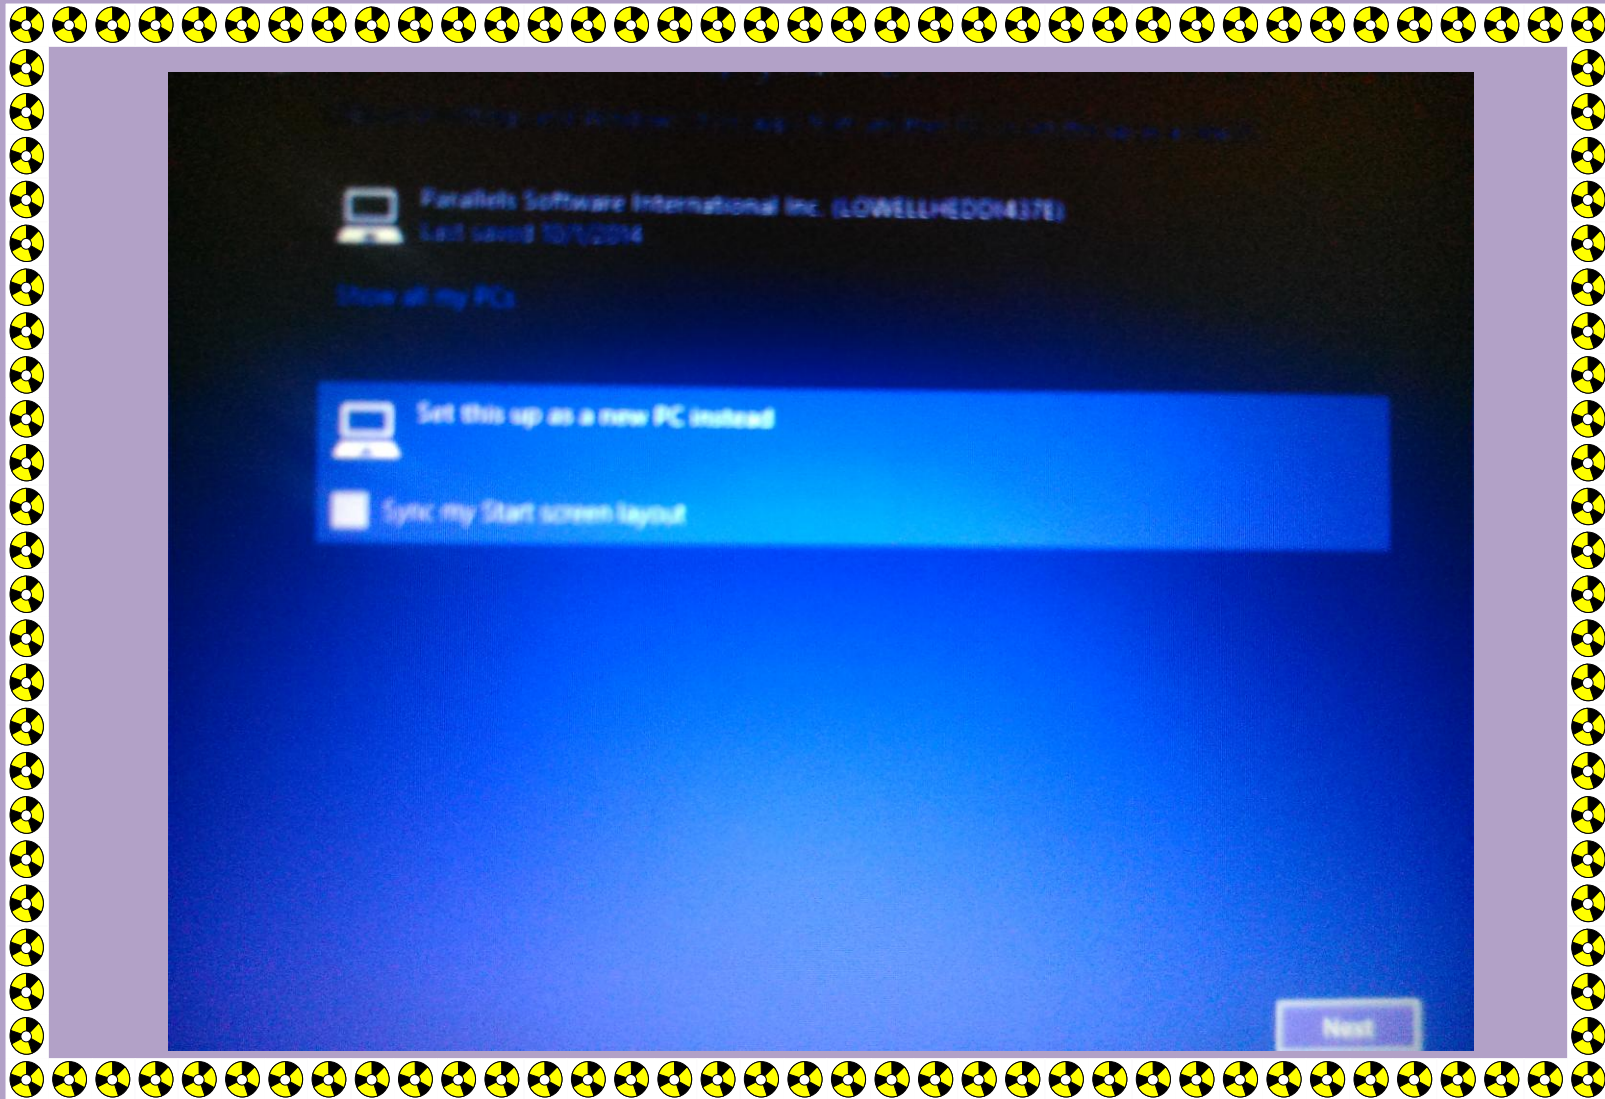 Parallels Software International Inc. (LOWELLHEDD1437E)
Last saved 10/1/2014
Show all my PCs
Set this up as a new PC instead
Sync my Start screen layout
Next